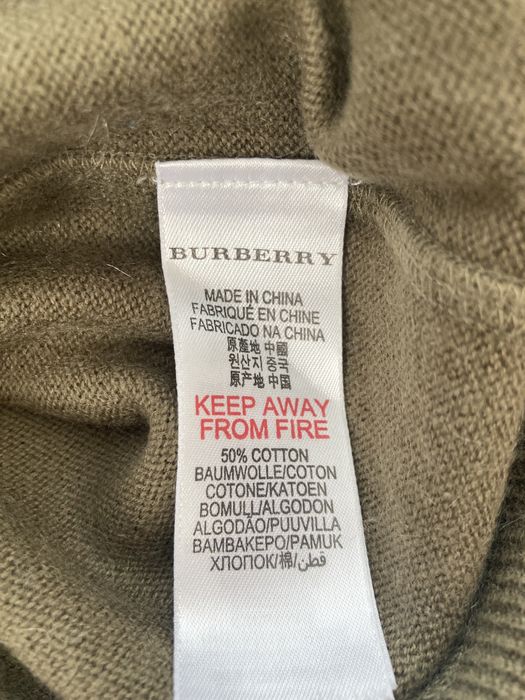 BURBERRY
MADE IN CHINA
FABRIQUÉ EN CHINE
FABRICADO NA CHINA
原產地 中國
원산지 중국
原产地 中国
KEEP AWAY
FROM FIRE
50% COTTON
BAUMWOLLE/COTON
COTONE/KATOEN
BOMULL/ALGODON
ALGODÃO/PUUVILLA
ΒΑΜΒΑΚΕΡΟ/PAMUK
ХЛОПОК/棉/قطن